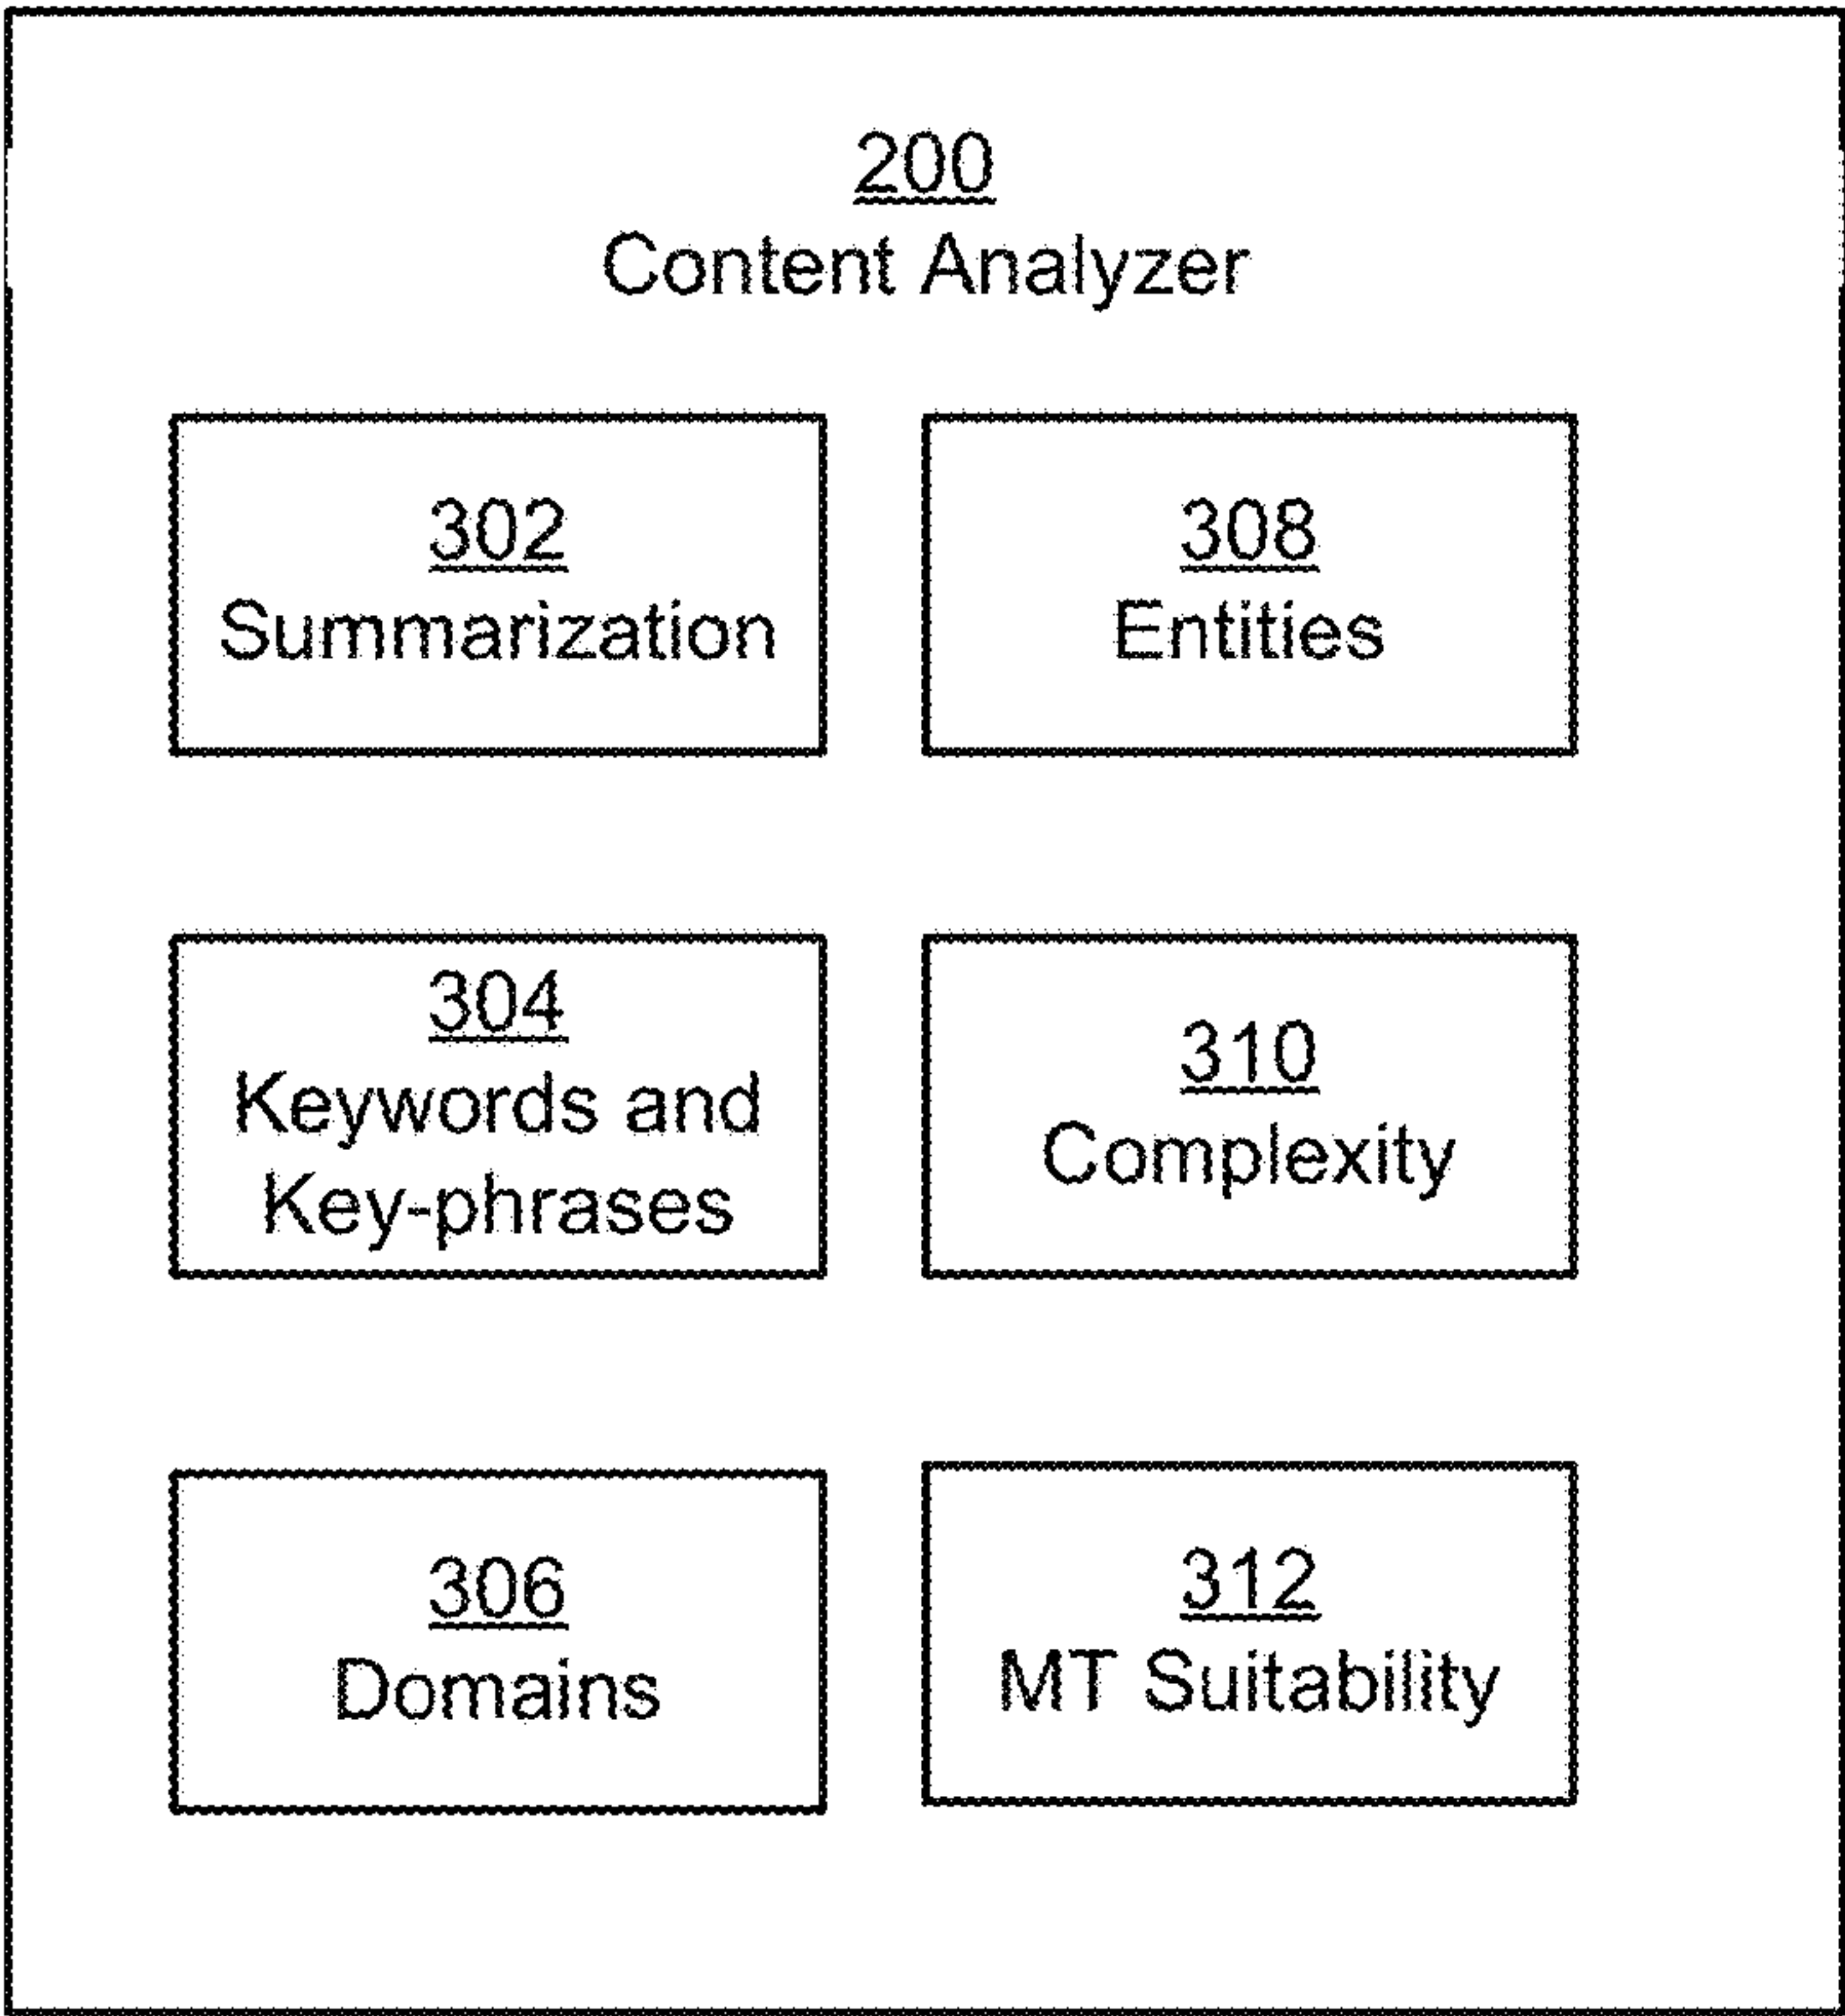 200
Content Analyzer
302
Summarization
308
Entities
304
Keywords and
Key-phrases
310
Complexity
306
Domains
312
MT Suitability